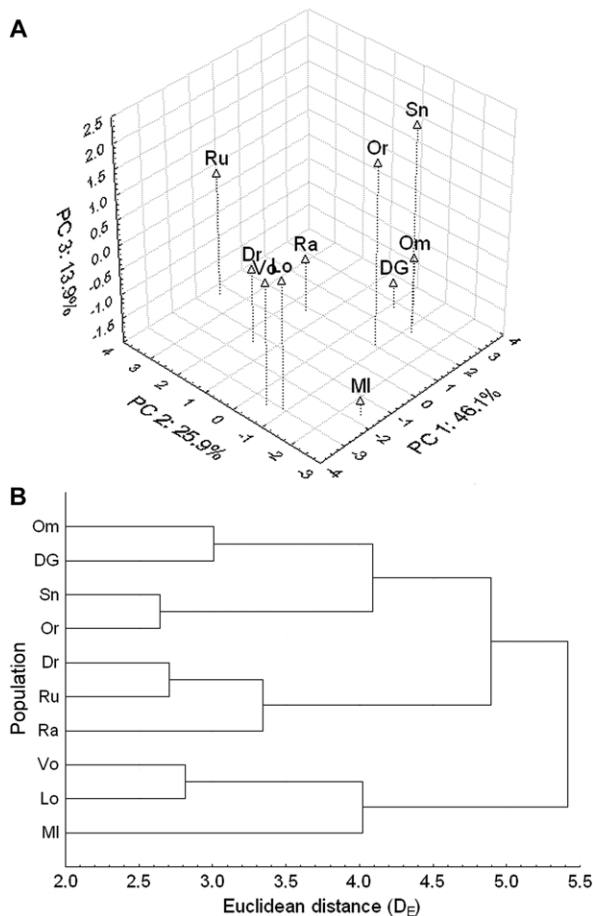 A
2.5
2.0
1.5
1.0
0.5
0.0
-0.5
-1.0
-1.5
PC 3: 13.9%
4
3
2
1
0
-1
-2
-3
PC 2: 25.9%
-4
-3
-2
-1
0
1
2
3
4
PC 1: 46.1%
Sn
Or
Ru
Ra
Om
Dr
Vo
Lo
DG
Ml
B
Population
Om
DG
Sn
Or
Dr
Ru
Ra
Vo
Lo
Ml
2.0 2.5 3.0 3.5 4.0 4.5 5.0 5.5
Euclidean distance (D_E)